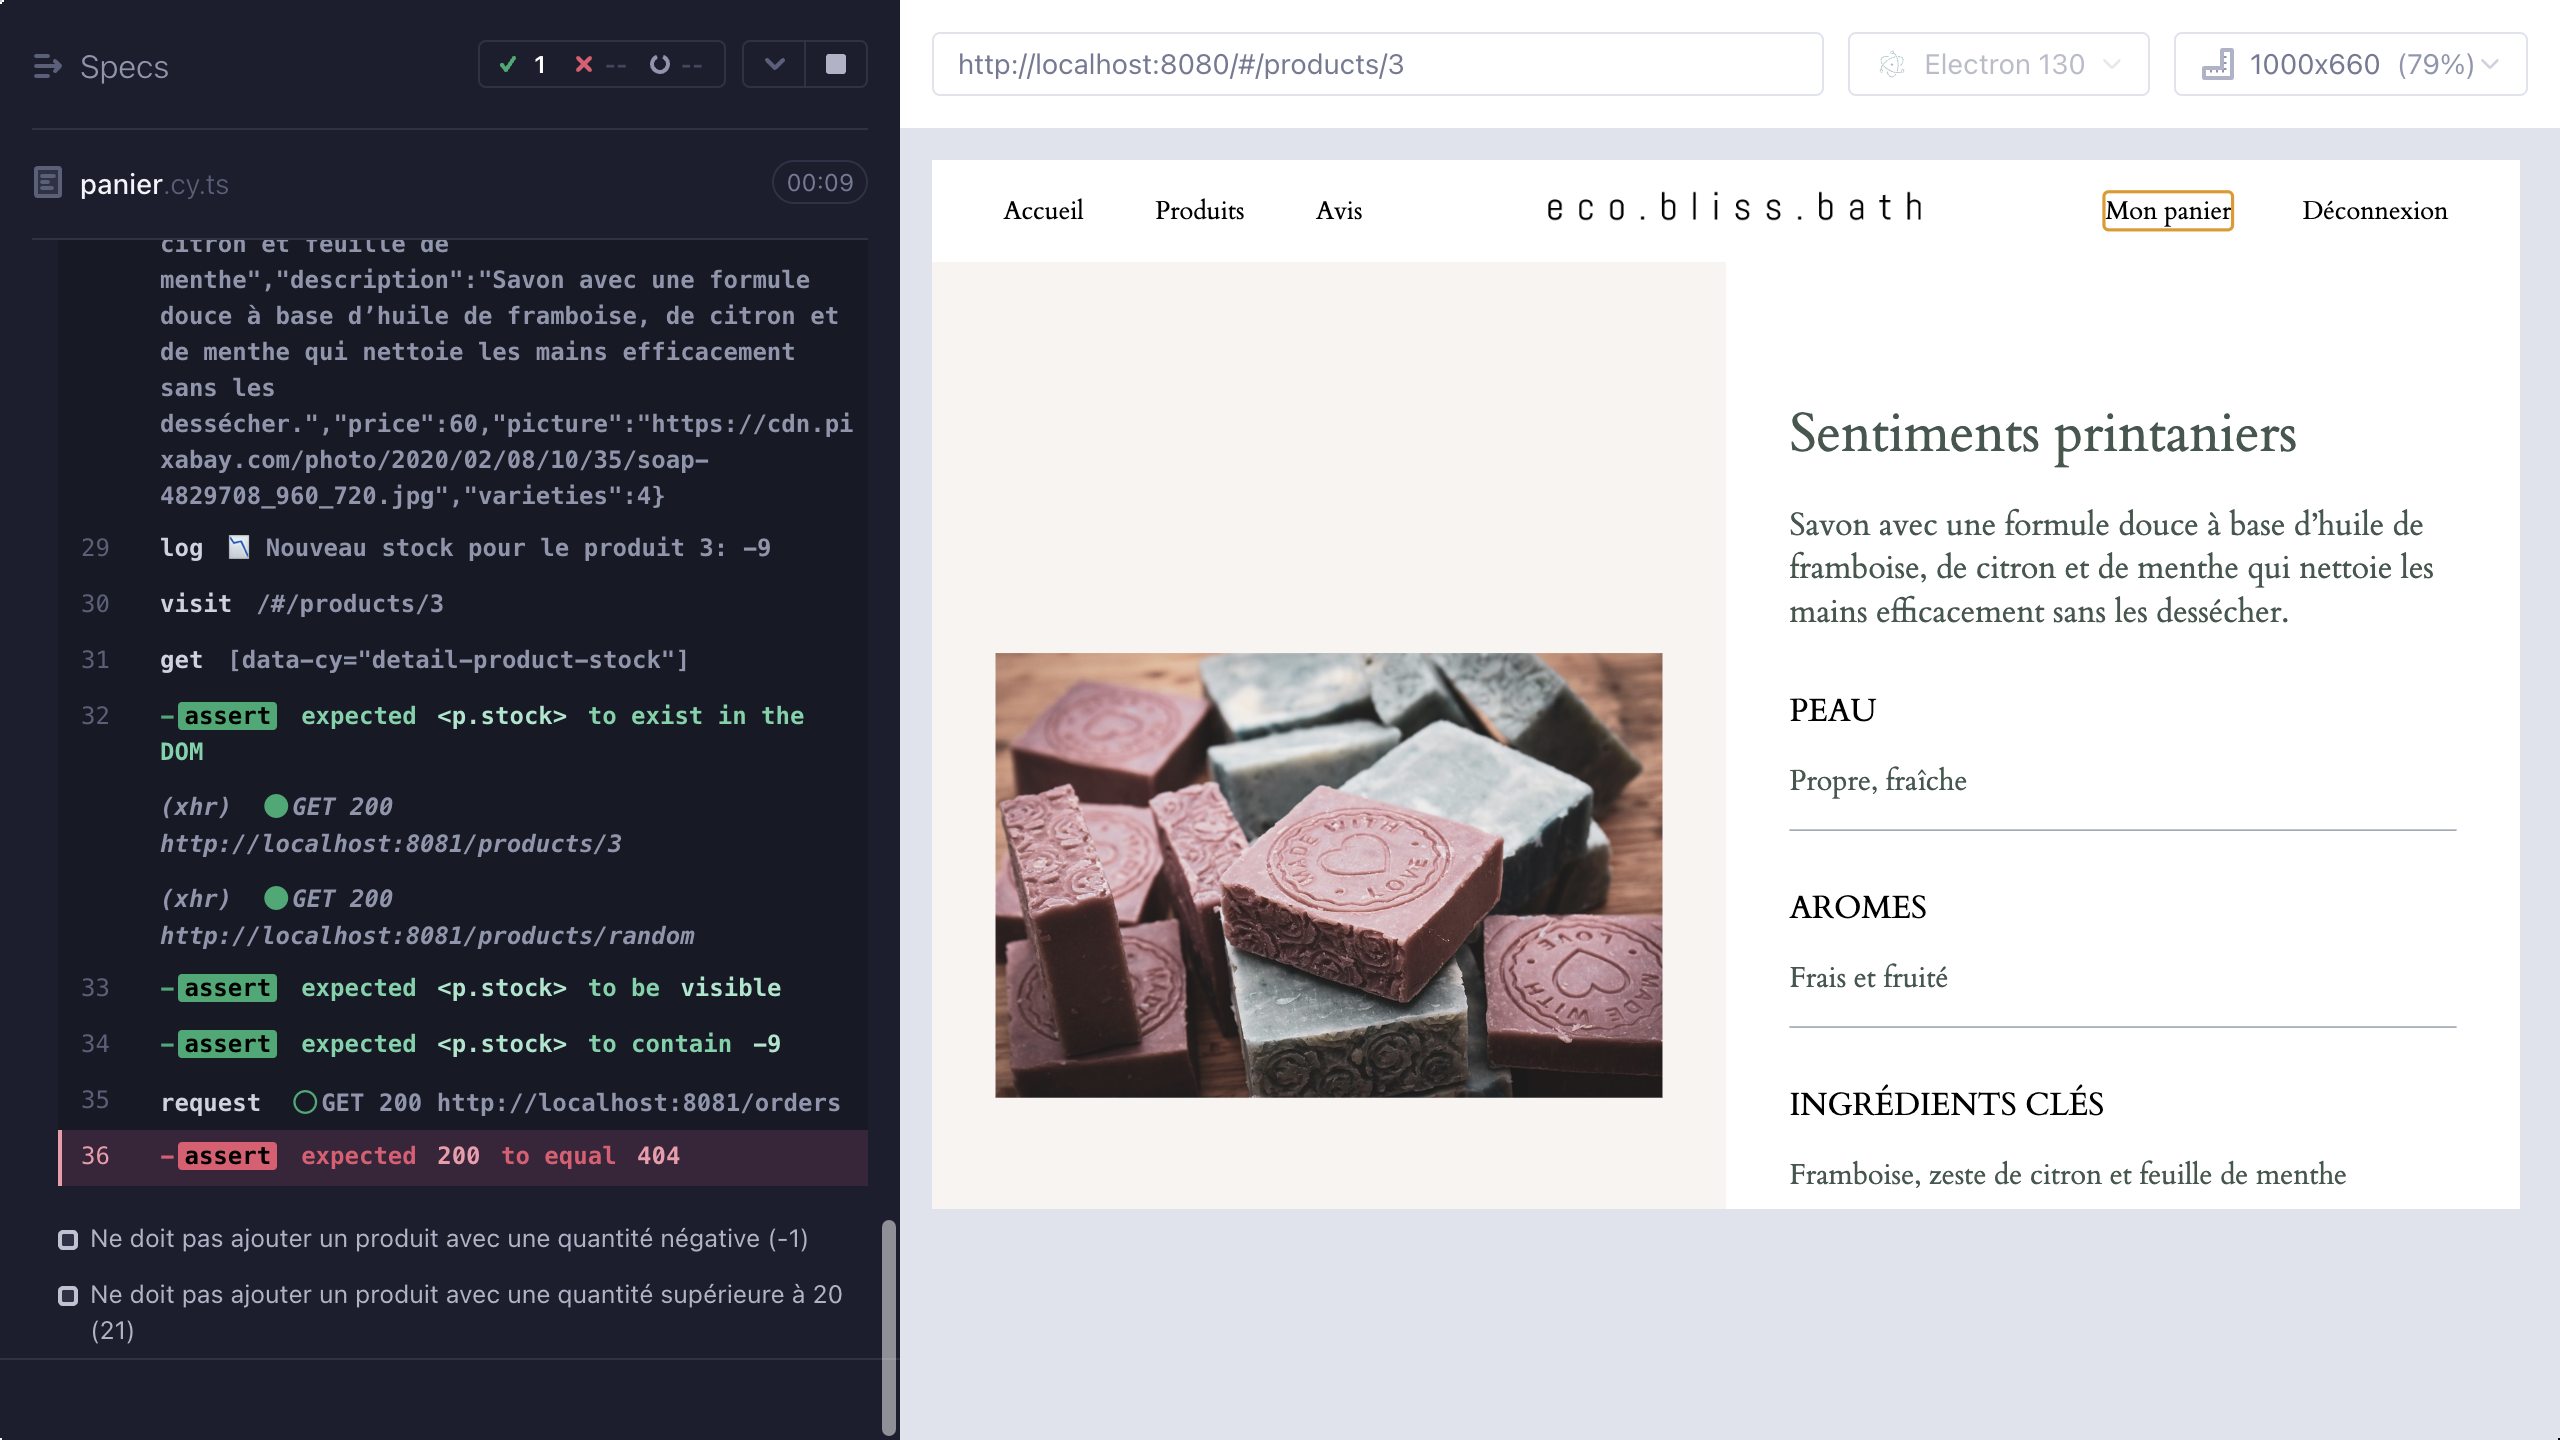 Specs
1
--
--
panier.cy.ts
00:09
citron et feuille de
menthe","description":"Savon avec une formule
douce à base d’huile de framboise, de citron et
de menthe qui nettoie les mains efficacement
sans les
dessécher.","price":60,"picture":"https://cdn.pi
xabay.com/photo/2020/02/08/10/35/soap-
4829708_960_720.jpg","varieties":4}
29 log 📉 Nouveau stock pour le produit 3: -9
30 visit /#/products/3
31 get [data-cy="detail-product-stock"]
32 -assert expected <p.stock> to exist in the
DOM
(xhr) GET 200
http://localhost:8081/products/3
(xhr) GET 200
http://localhost:8081/products/random
33 -assert expected <p.stock> to be visible
34 -assert expected <p.stock> to contain -9
35 request GET 200 http://localhost:8081/orders
36 -assert expected 200 to equal 404
Ne doit pas ajouter un produit avec une quantité négative (-1)
Ne doit pas ajouter un produit avec une quantité supérieure à 20
(21)
http://localhost:8080/#/products/3
Electron 130
1000x660 (79%)
Accueil
Produits
Avis
eco.bliss.bath
Mon panier
Déconnexion
Sentiments printaniers
Savon avec une formule douce à base d’huile de
framboise, de citron et de menthe qui nettoie les
mains efficacement sans les dessécher.
PEAU
Propre, fraîche
AROMES
Frais et fruité
INGRÉDIENTS CLÉS
Framboise, zeste de citron et feuille de menthe
MADE WITH
LOVE
MADE WITH
LOVE